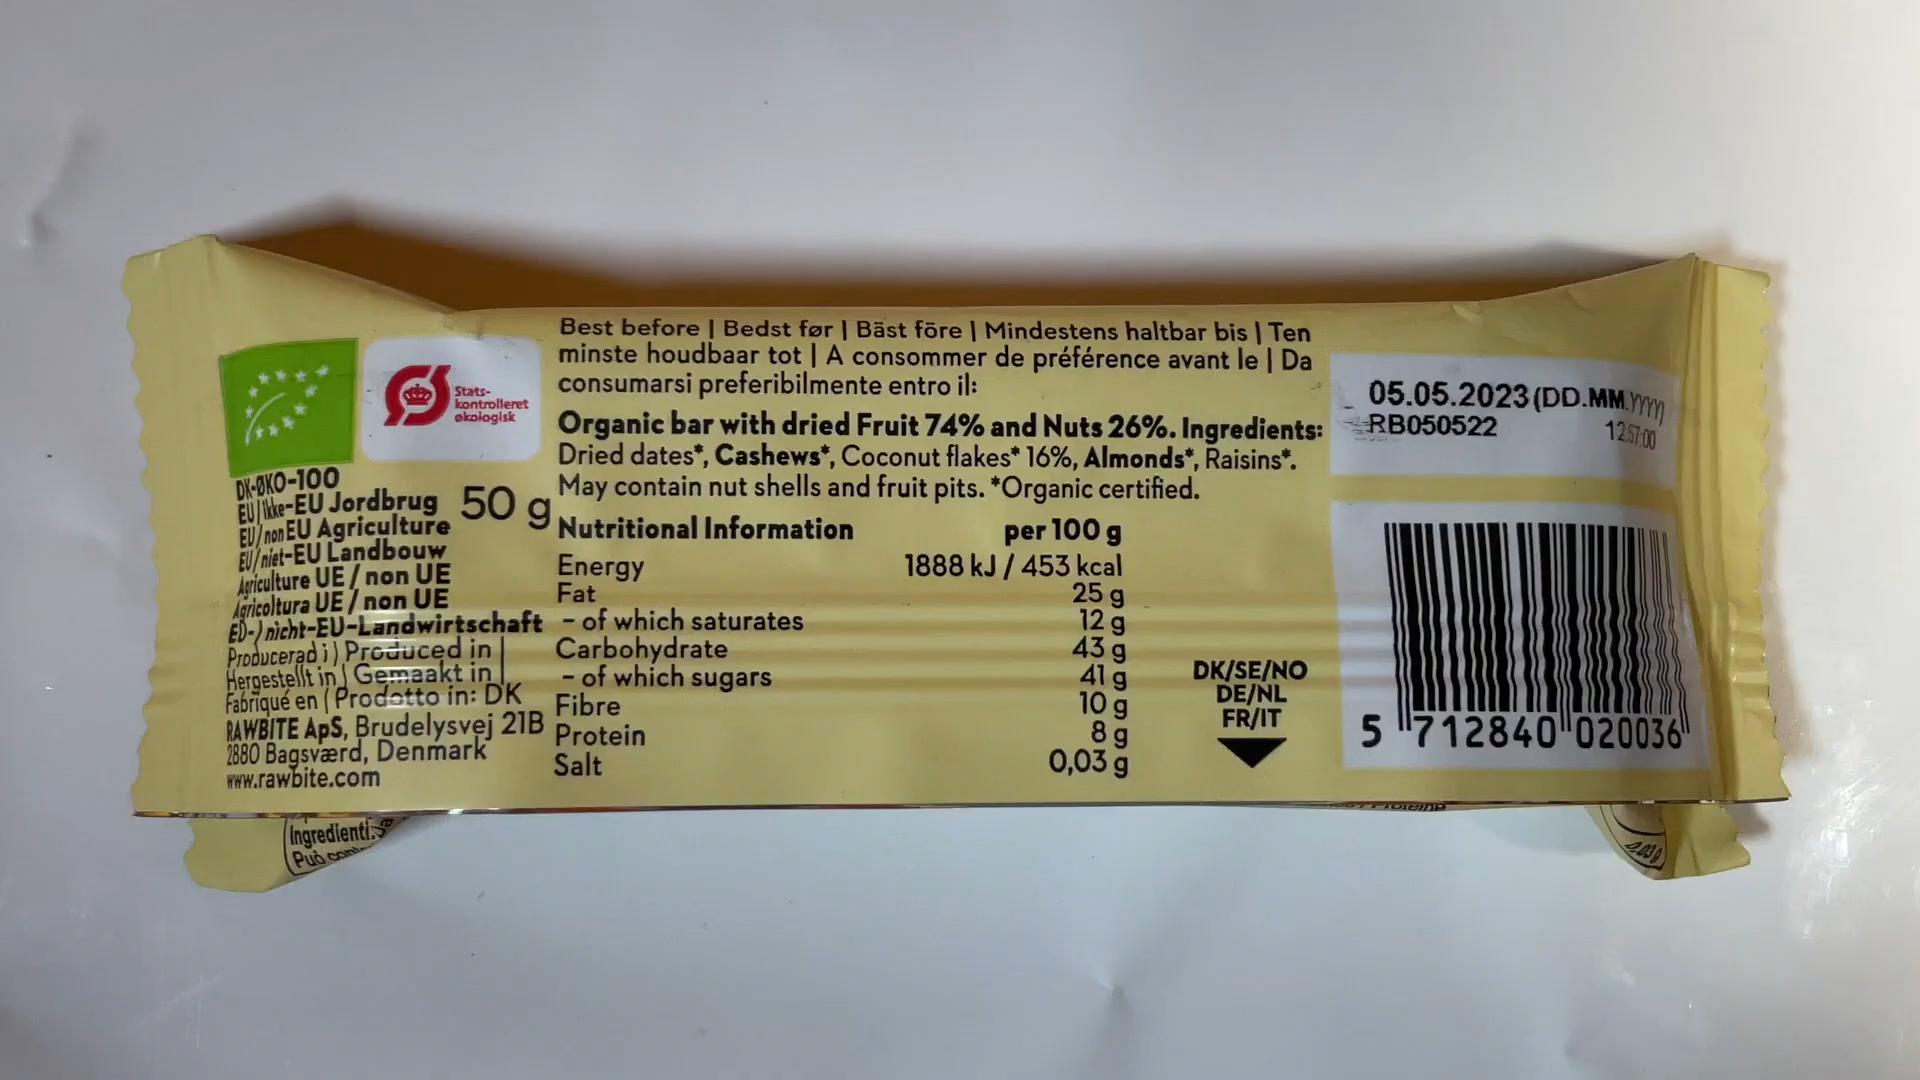 Best before | Bedst før | Bäst före | Mindestens haltbar bis | Ten
minste houdbaar tot | A consommer de préférence avant le | Da
consumarsi preferibilmente entro il:
Organic bar with dried Fruit 74% and Nuts 26%. Ingredients:
Dried dates*, Cashews*, Coconut flakes* 16%, Almonds*, Raisins*.
May contain nut shells and fruit pits. *Organic certified.
Nutritional Information per 100 g
Energy 1888 kJ / 453 kcal
Fat 25 g
- of which saturates 12 g
Carbohydrate 43 g
- of which sugars 41 g
Fibre 10 g
Protein 8 g
Salt 0,03 g
Stats-
kontrolleret
økologisk
DK-ØKO-100
EU/ikke-EU Jordbrug
EU/non EU Agriculture
EU/niet-EU Landbouw
Agriculture UE / non UE
Agricoltura UE / non UE
EU-/nicht-EU-Landwirtschaft
50 g
Producerad i | Produced in |
Hergestellt in | Gemaakt in |
Fabriqué en | Prodotto in: DK
RAWBITE ApS, Brudelysvej 21B
2880 Bagsværd, Denmark
www.rawbite.com
DK/SE/NO
DE/NL
FR/IT
05.05.2023 (DD.MM.YYYY)
RB050522 12:57:00
5 712840 020036
Ingredienti:
Può
0,03 g